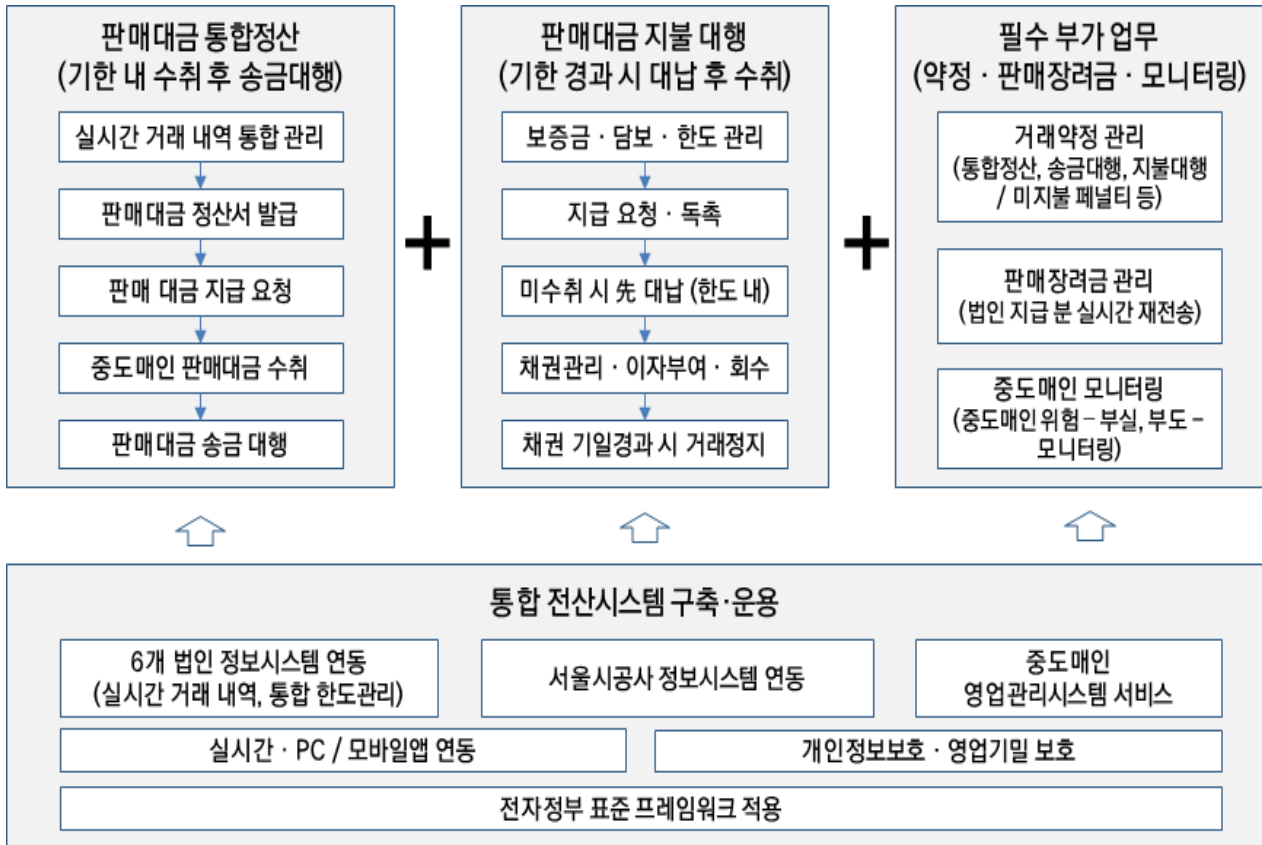 판매대금 통합정산
(기한 내 수취 후 송금대행)
실시간 거래 내역 통합 관리
판매대금 정산서 발급
판매 대금 지급 요청
중도매인 판매대금 수취
판매대금 송금 대행
+
판매대금 지불 대행
(기한 경과 시 대납 후 수취)
보증금 · 담보 · 한도 관리
지급 요청 · 독촉
미수취 시 先 대납 (한도 내)
채권관리 · 이자부여 · 회수
채권 기일경과 시 거래정지
+
필수 부가 업무
(약정 · 판매장려금 · 모니터링)
거래약정 관리
(통합정산, 송금대행, 지불대행
/ 미지불 페널티 등)
판매장려금 관리
(법인 지급 분 실시간 재전송)
중도매인 모니터링
(중도매인 위험 – 부실, 부도 –
모니터링)
통합 전산시스템 구축·운용
6개 법인 정보시스템 연동
(실시간 거래 내역, 통합 한도관리)
서울시공사 정보시스템 연동
중도매인
영업관리시스템 서비스
실시간 · PC / 모바일앱 연동
개인정보보호 · 영업기밀 보호
전자정부 표준 프레임워크 적용